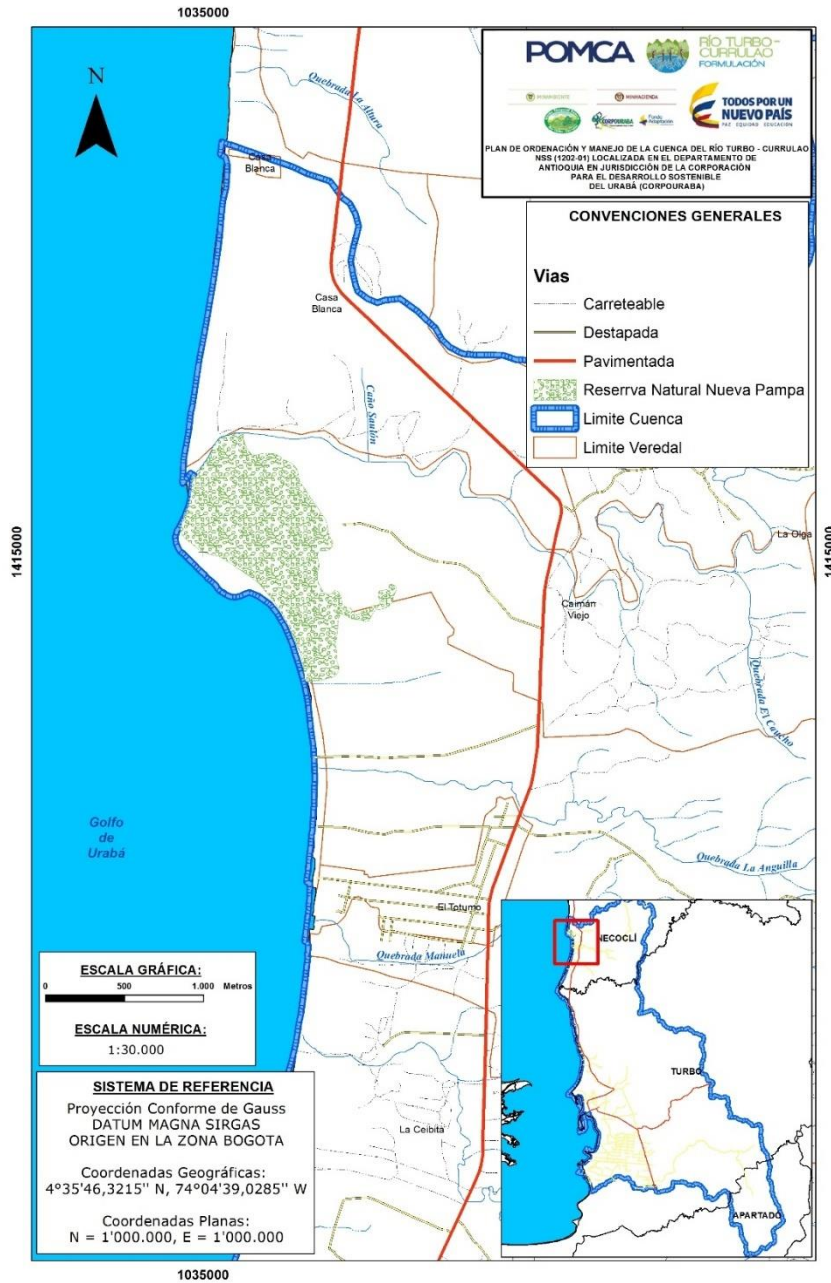 1035000
POMCA
RÍO TURBO-
CURRULAO
FORMULACIÓN
MINAMBIENTE
MINHACIENDA
CORPOURABA
Fondo
Adaptación
TODOS POR UN
NUEVO PAÍS
PAZ EQUIDAD EDUCACIÓN
PLAN DE ORDENACIÓN Y MANEJO DE LA CUENCA DEL RÍO TURBO - CURRULAO
NSS (1202-01) LOCALIZADA EN EL DEPARTAMENTO DE
ANTIOQUIA EN JURISDICCIÓN DE LA CORPORACIÓN
PARA EL DESARROLLO SOSTENIBLE
DEL URABÁ (CORPOURABA)
N
Quebrada La Altura
Casa
Blanca
CONVENCIONES GENERALES
Vias
Carreteable
Destapada
Pavimentada
Reserrva Natural Nueva Pampa
Limite Cuenca
Limite Veredal
Casa
Blanca
Caño Saulón
1415000
1415000
La Olga
Caimán
Viejo
Quebrada El Caucho
Golfo
de
Urabá
Quebrada La Anguilla
El Totumo
Quebrada Manuela
NECOCLÍ
TURBO
APARTADÓ
ESCALA GRÁFICA:
0 500 1.000 Metros
ESCALA NUMÉRICA:
1:30.000
SISTEMA DE REFERENCIA
Proyección Conforme de Gauss
DATUM MAGNA SIRGAS
ORIGEN EN LA ZONA BOGOTA
Coordenadas Geográficas:
4°35'46,3215" N, 74°04'39,0285" W
Coordenadas Planas:
N = 1'000.000, E = 1'000.000
La Ceibita
1035000